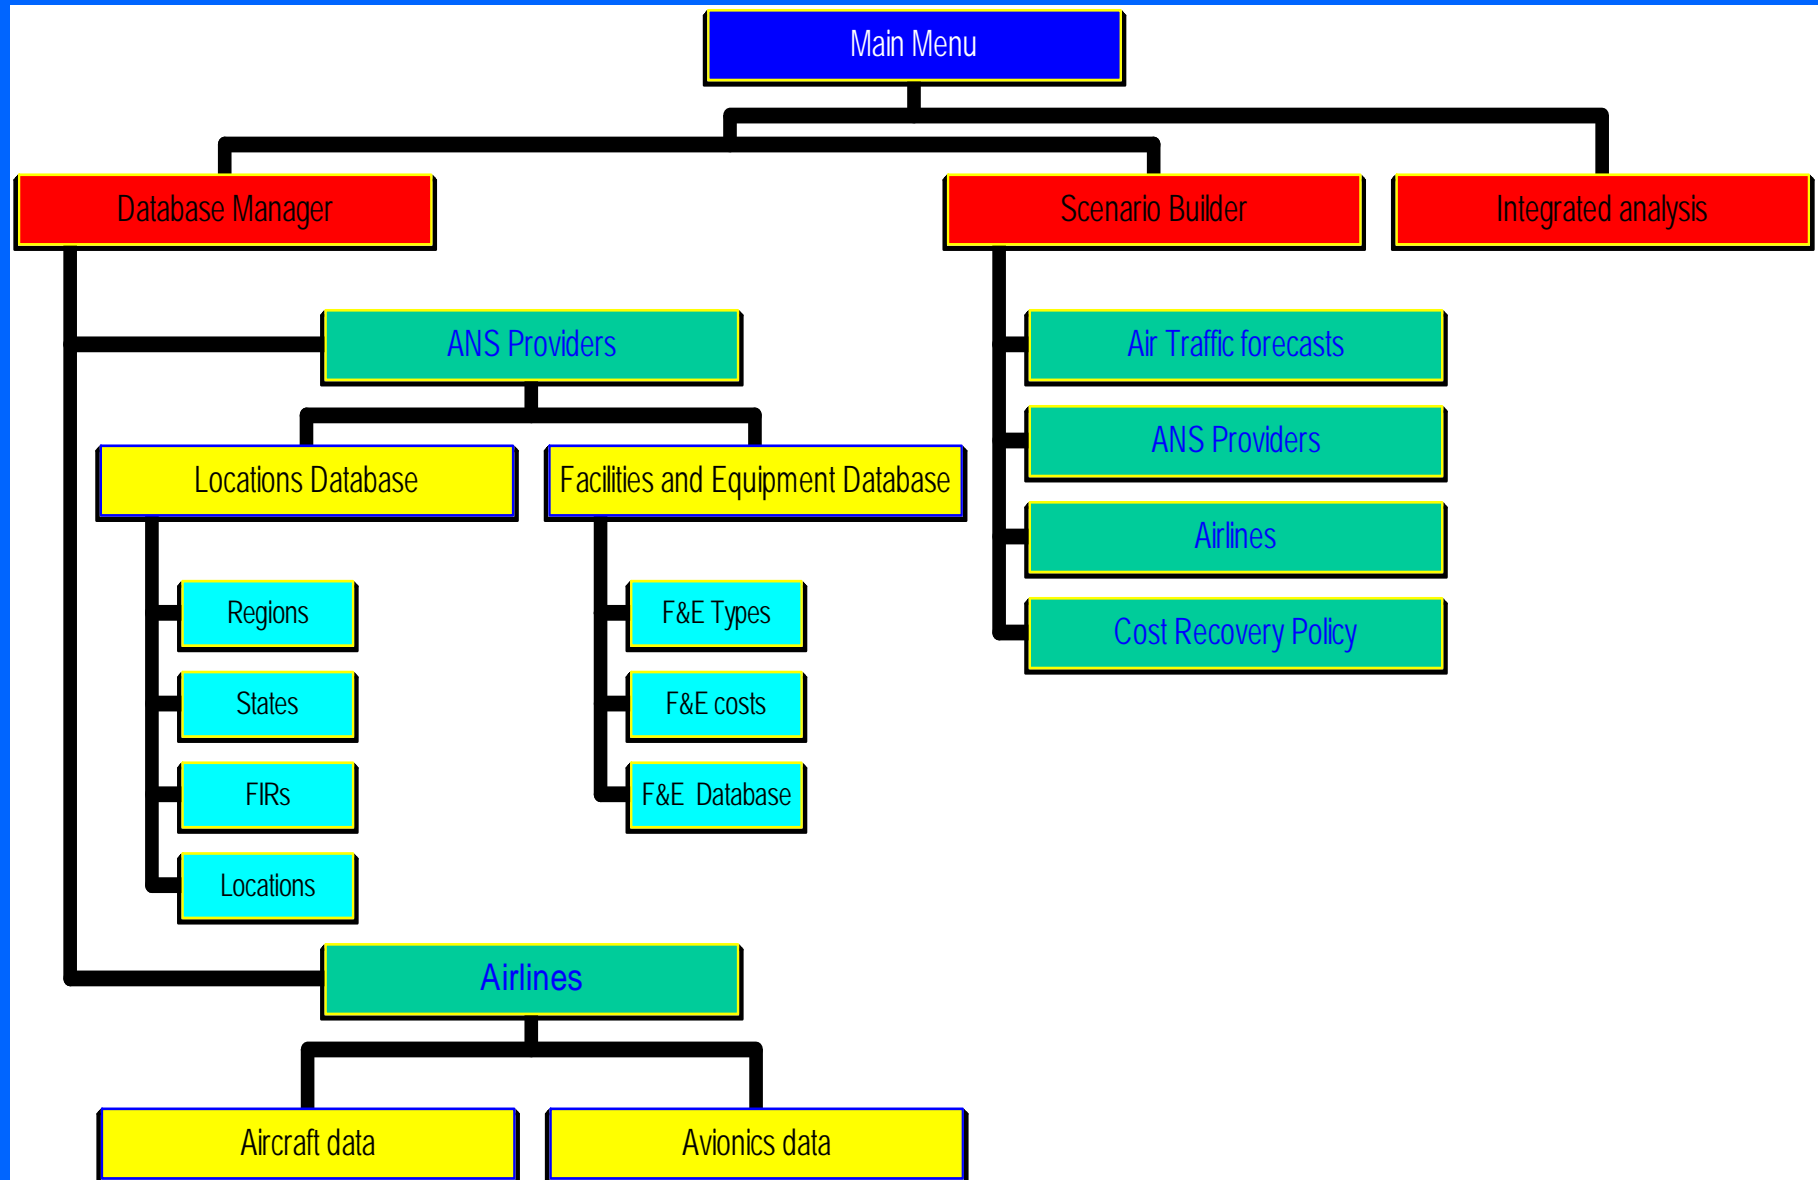 Main Menu
Database Manager
Scenario Builder
Integrated analysis
ANS Providers
Locations Database
Facilities and Equipment Database
Regions
States
FIRs
Locations
F&E Types
F&E costs
F&E Database
Airlines
Aircraft data
Avionics data
Air Traffic forecasts
ANS Providers
Airlines
Cost Recovery Policy